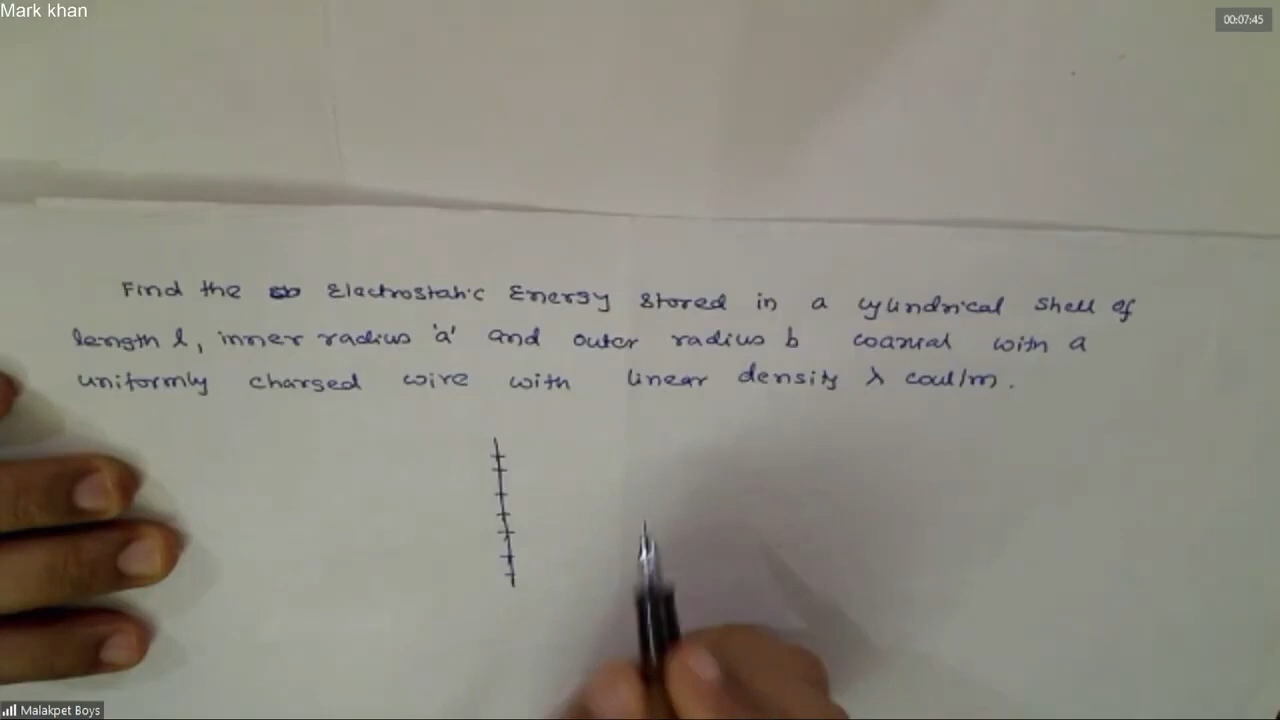 Mark khan
00:07:45
Find the Electrostatic Energy stored in a cylindrical shell of
length l, inner radius 'a' and outer radius b coaxial with a
uniformly charged wire with linear density λ coul/m.
Malakpet Boys